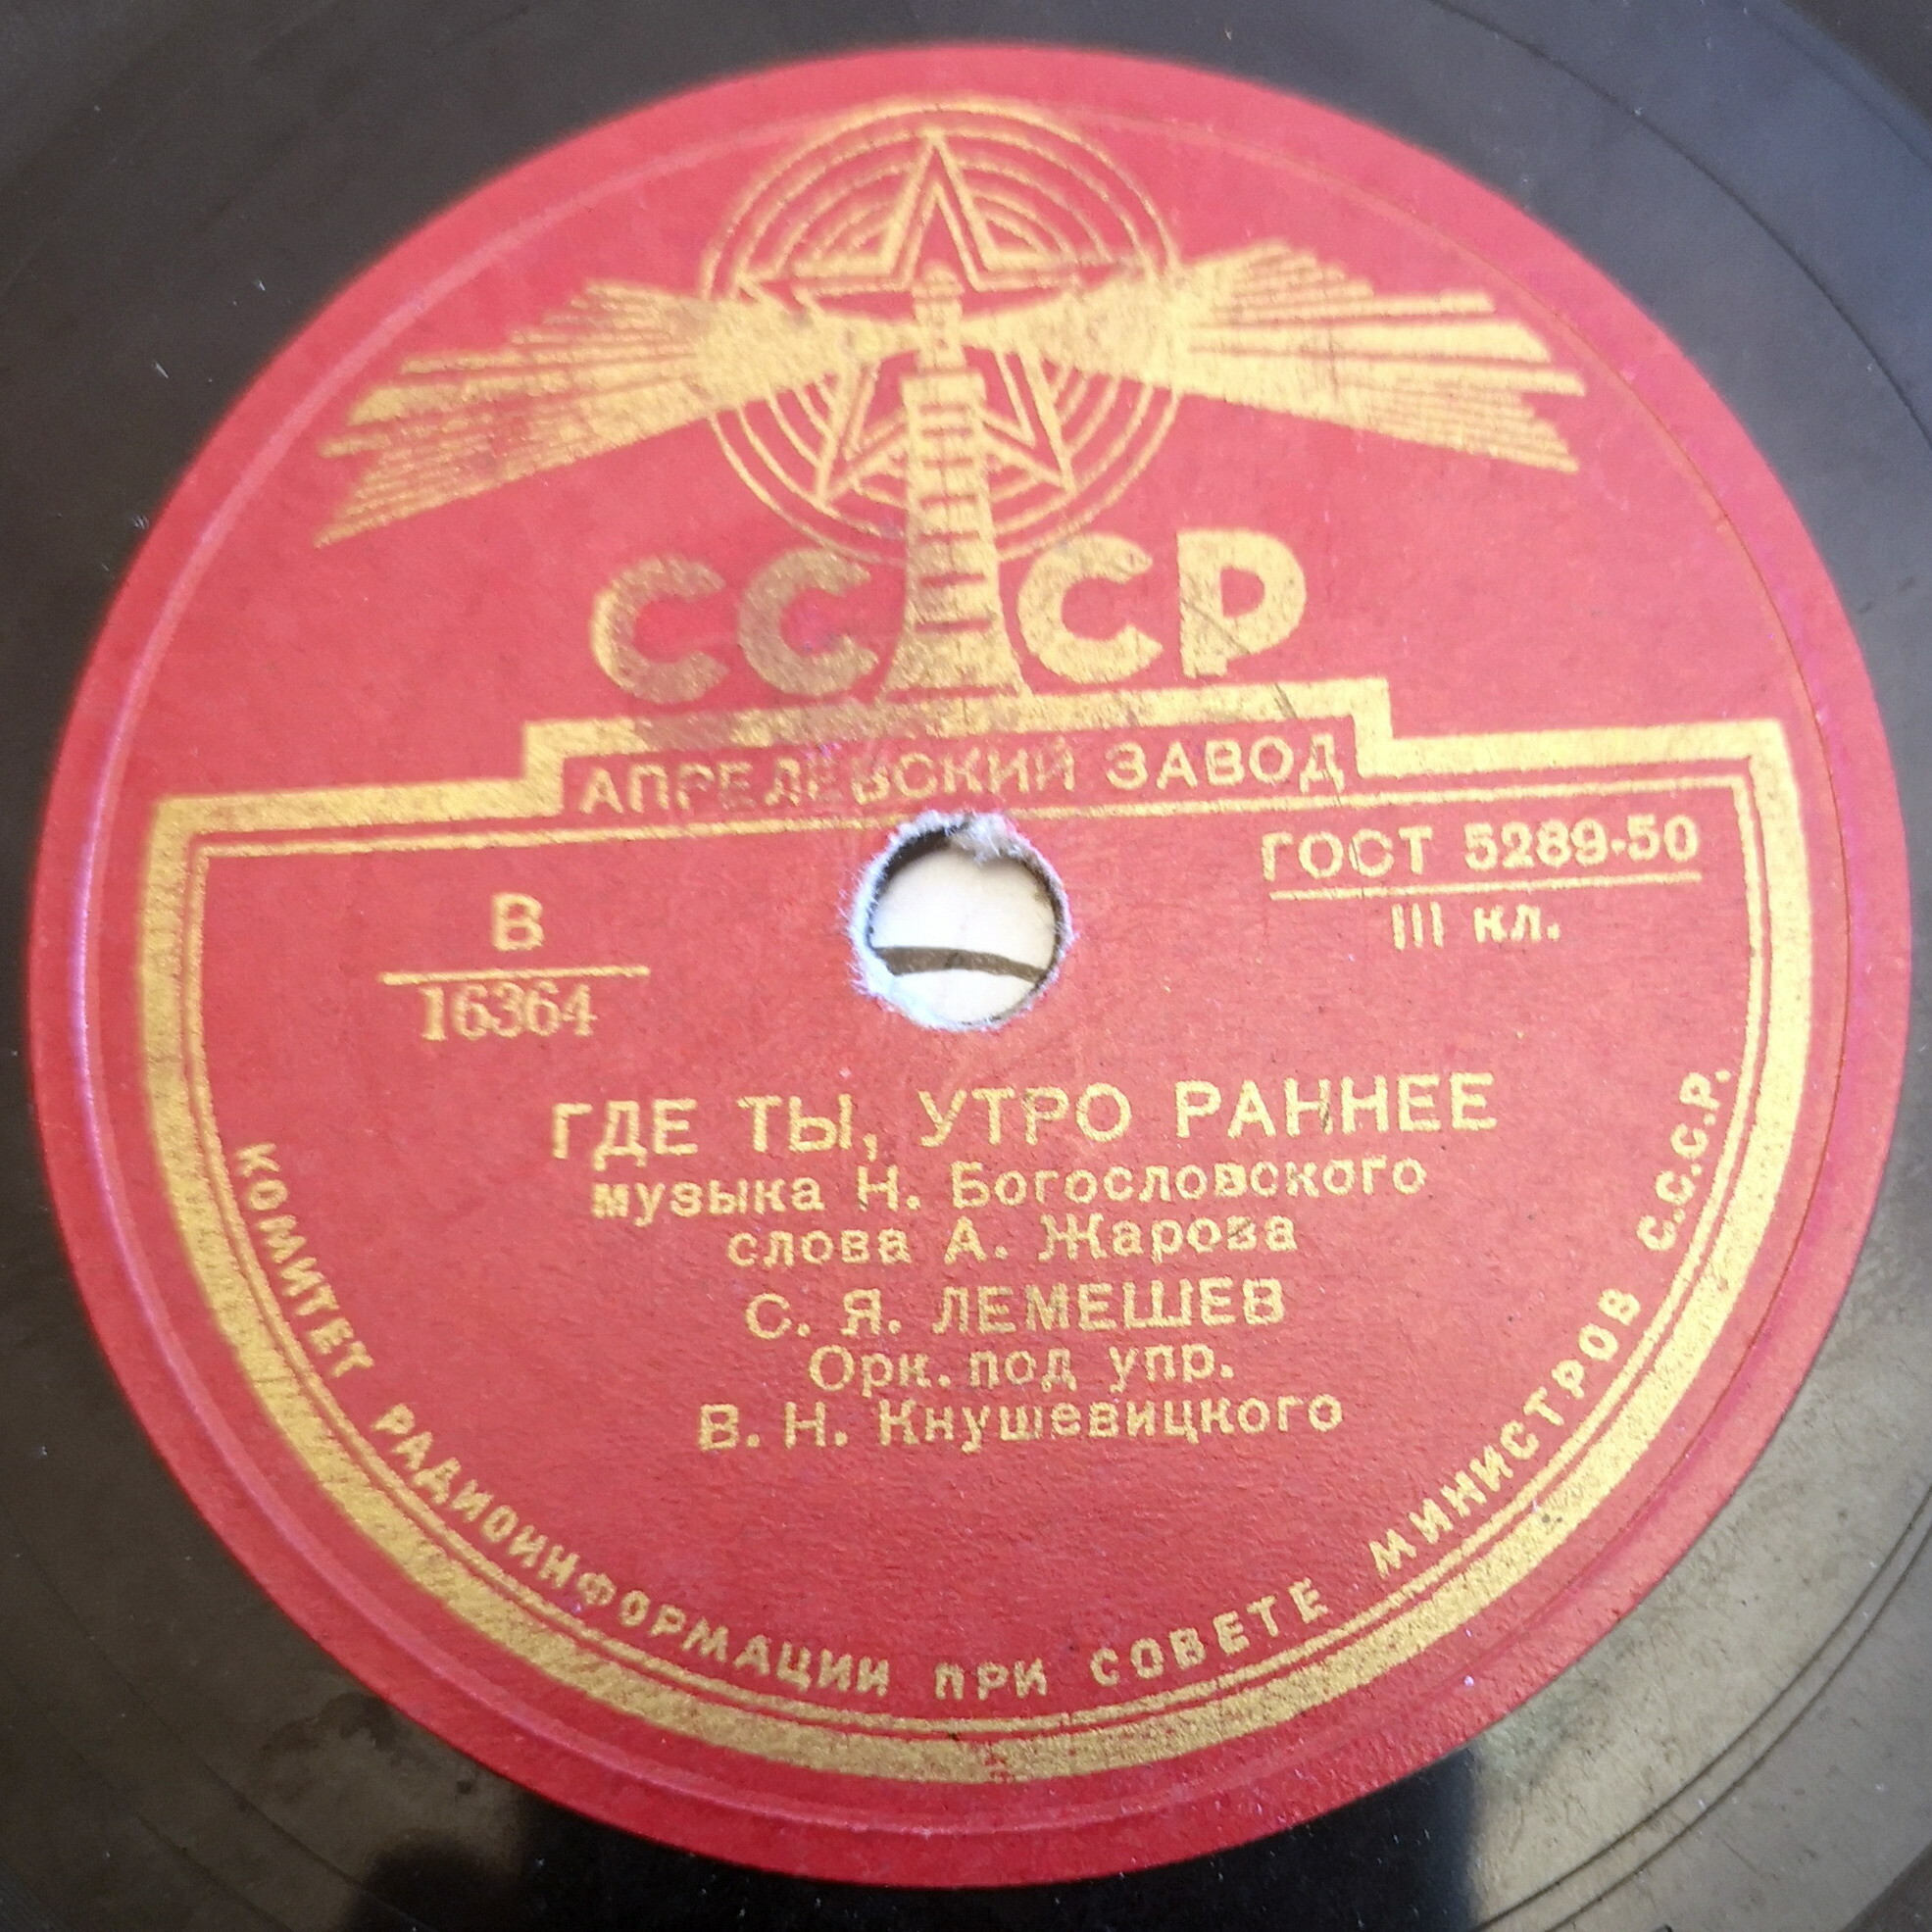 СССР
АПРЕЛЕВСКИЙ ЗАВОД
ГОСТ 5289-50
III кл.
В
16364
ГДЕ ТЫ, УТРО РАННЕЕ
музыка Н. Богословского
слова А. Жарова
С. Я. ЛЕМЕШЕВ
Орк. под упр.
В. Н. Кнушевицкого
КОМИТЕТ РАДИОИНФОРМАЦИИ ПРИ СОВЕТЕ МИНИСТРОВ С.С.С.Р.